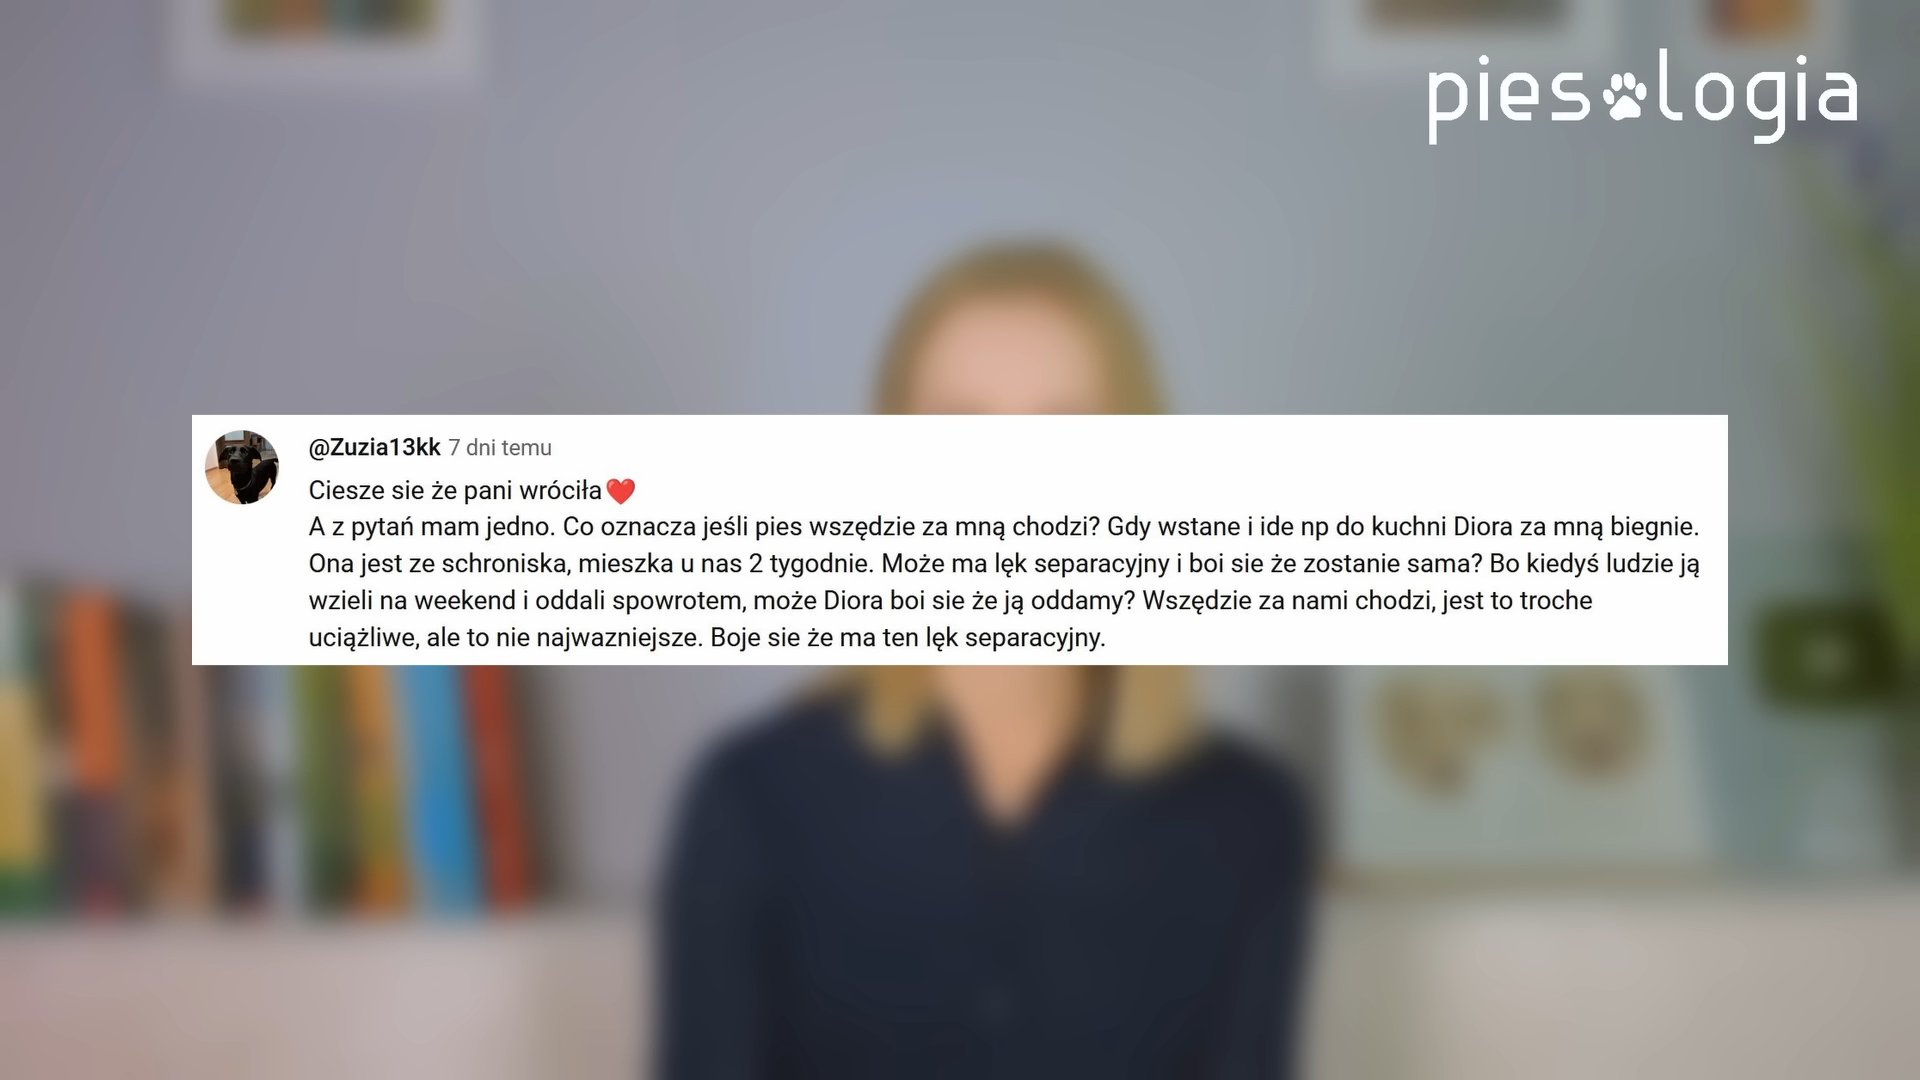 pies logia
@Zuzia13kk 7 dni temu
Ciesze sie że pani wróciła❤️
A z pytań mam jedno. Co oznacza jeśli pies wszędzie za mną chodzi? Gdy wstane i ide np do kuchni Diora za mną biegnie.
Ona jest ze schroniska, mieszka u nas 2 tygodnie. Może ma lęk separacyjny i boi sie że zostanie sama? Bo kiedyś ludzie ją
wzieli na weekend i oddali spowrotem, może Diora boi sie że ją oddamy? Wszędzie za nami chodzi, jest to troche
uciążliwe, ale to nie najwazniejsze. Boje sie że ma ten lęk separacyjny.